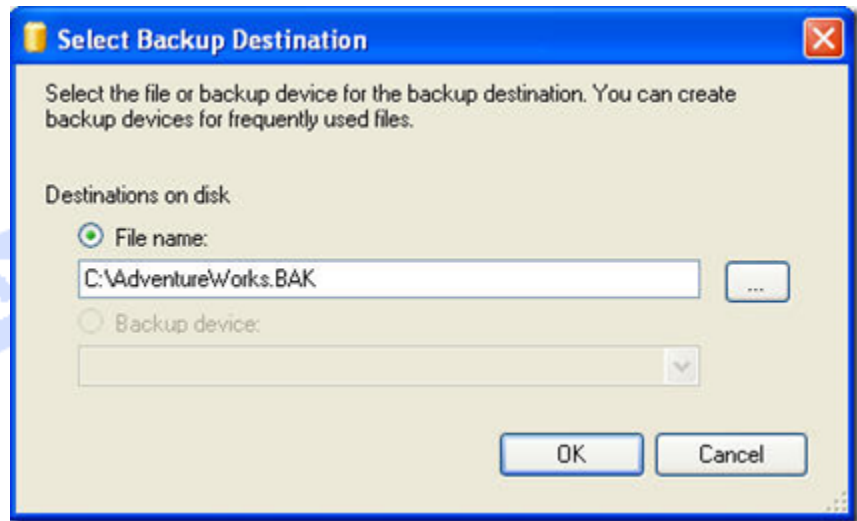 Select Backup Destination
Select the file or backup device for the backup destination. You can create
backup devices for frequently used files.
Destinations on disk
File name:
C:\AdventureWorks.BAK
...
Backup device:
OK
Cancel